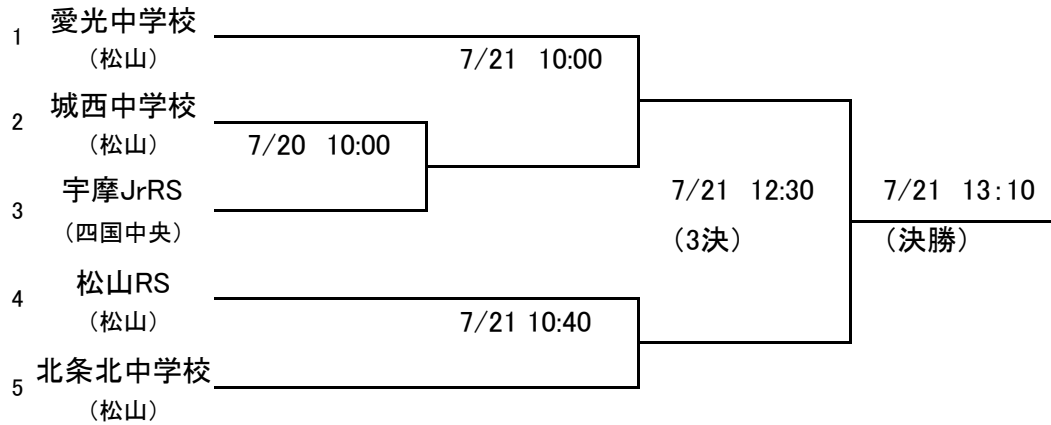 1 愛光中学校
（松山）
7/21 10:00
2 城西中学校
（松山）
7/20 10:00
3 宇摩JrRS
（四国中央）
7/21 12:30
（3決）
7/21 13:10
（決勝）
4 松山RS
（松山）
7/21 10:40
5 北条北中学校
（松山）